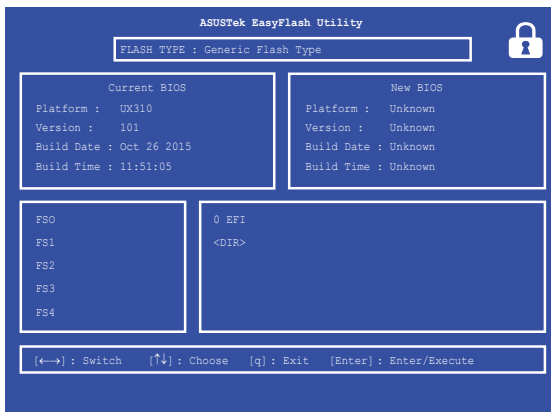 ASUSTek EasyFlash Utility
FLASH TYPE : Generic Flash Type
Current BIOS
Platform : UX310
Version : 101
Build Date : Oct 26 2015
Build Time : 11:51:05
New BIOS
Platform : Unknown
Version : Unknown
Build Date : Unknown
Build Time : Unknown
FSO
FS1
FS2
FS3
FS4
0 EFI
<DIR>
[←→] : Switch [↑↓] : Choose [q] : Exit [Enter] : Enter/Execute